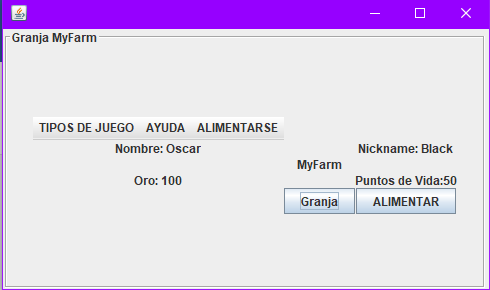 Granja MyFarm
TIPOS DE JUEGO AYUDA ALIMENTARSE
Nombre: Oscar Nickname: Black
MyFarm
Oro: 100 Puntos de Vida:50
Granja ALIMENTAR